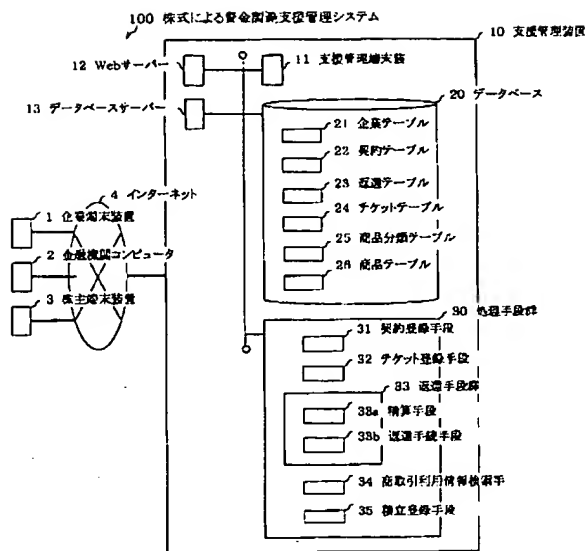 100 株式による資金調達支援管理システム
10 支援管理装置
12 Webサーバー
11 支援管理端末
13 データベースサーバー
20 データベース
21 企業テーブル
22 契約テーブル
23 返還テーブル
24 チケットテーブル
25 商品分類テーブル
26 商品テーブル
4 インターネット
1 企業端末装置
2 金融機関コンピュータ
3 株主端末装置
30 処理手段群
31 契約登録手段
32 チケット登録手段
33 返還手段群
33a 精算手段
33b 返還手続手段
34 商取引利用情報検索手
35 積立登録手段